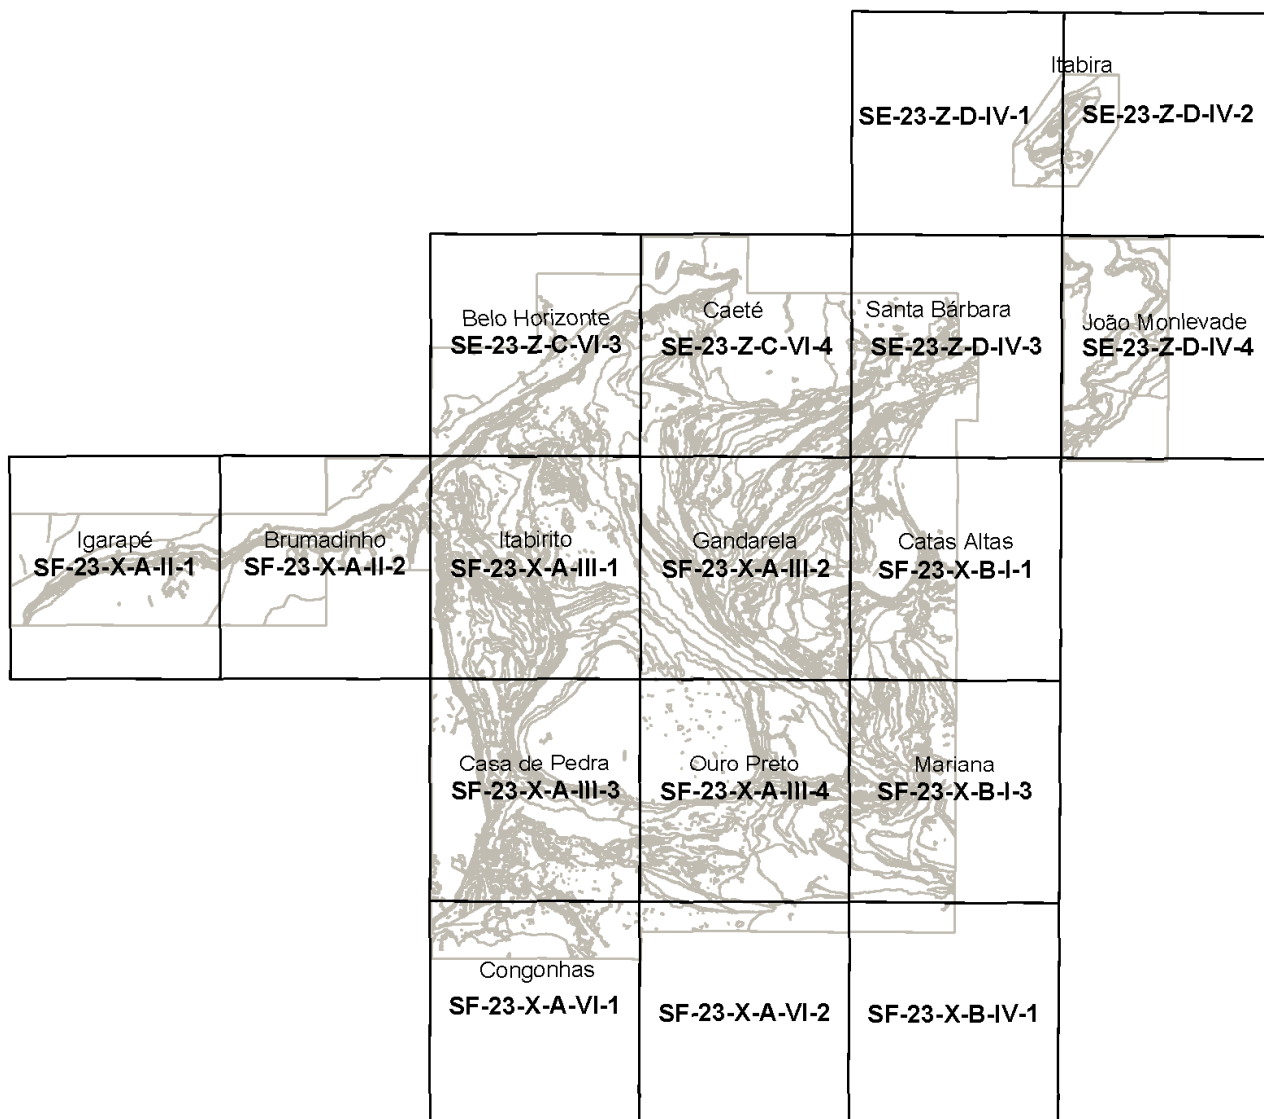 Itabira
SE-23-Z-D-IV-1
SE-23-Z-D-IV-2
Belo Horizonte
SE-23-Z-C-VI-3
Caeté
SE-23-Z-C-VI-4
Santa Bárbara
SE-23-Z-D-IV-3
João Monlevade
SE-23-Z-D-IV-4
Igarapé
SF-23-X-A-II-1
Brumadinho
SF-23-X-A-II-2
Itabirito
SF-23-X-A-III-1
Gandarela
SF-23-X-A-III-2
Catas Altas
SF-23-X-B-I-1
Casa de Pedra
SF-23-X-A-III-3
Ouro Preto
SF-23-X-A-III-4
Mariana
SF-23-X-B-I-3
Congonhas
SF-23-X-A-VI-1
SF-23-X-A-VI-2
SF-23-X-B-IV-1